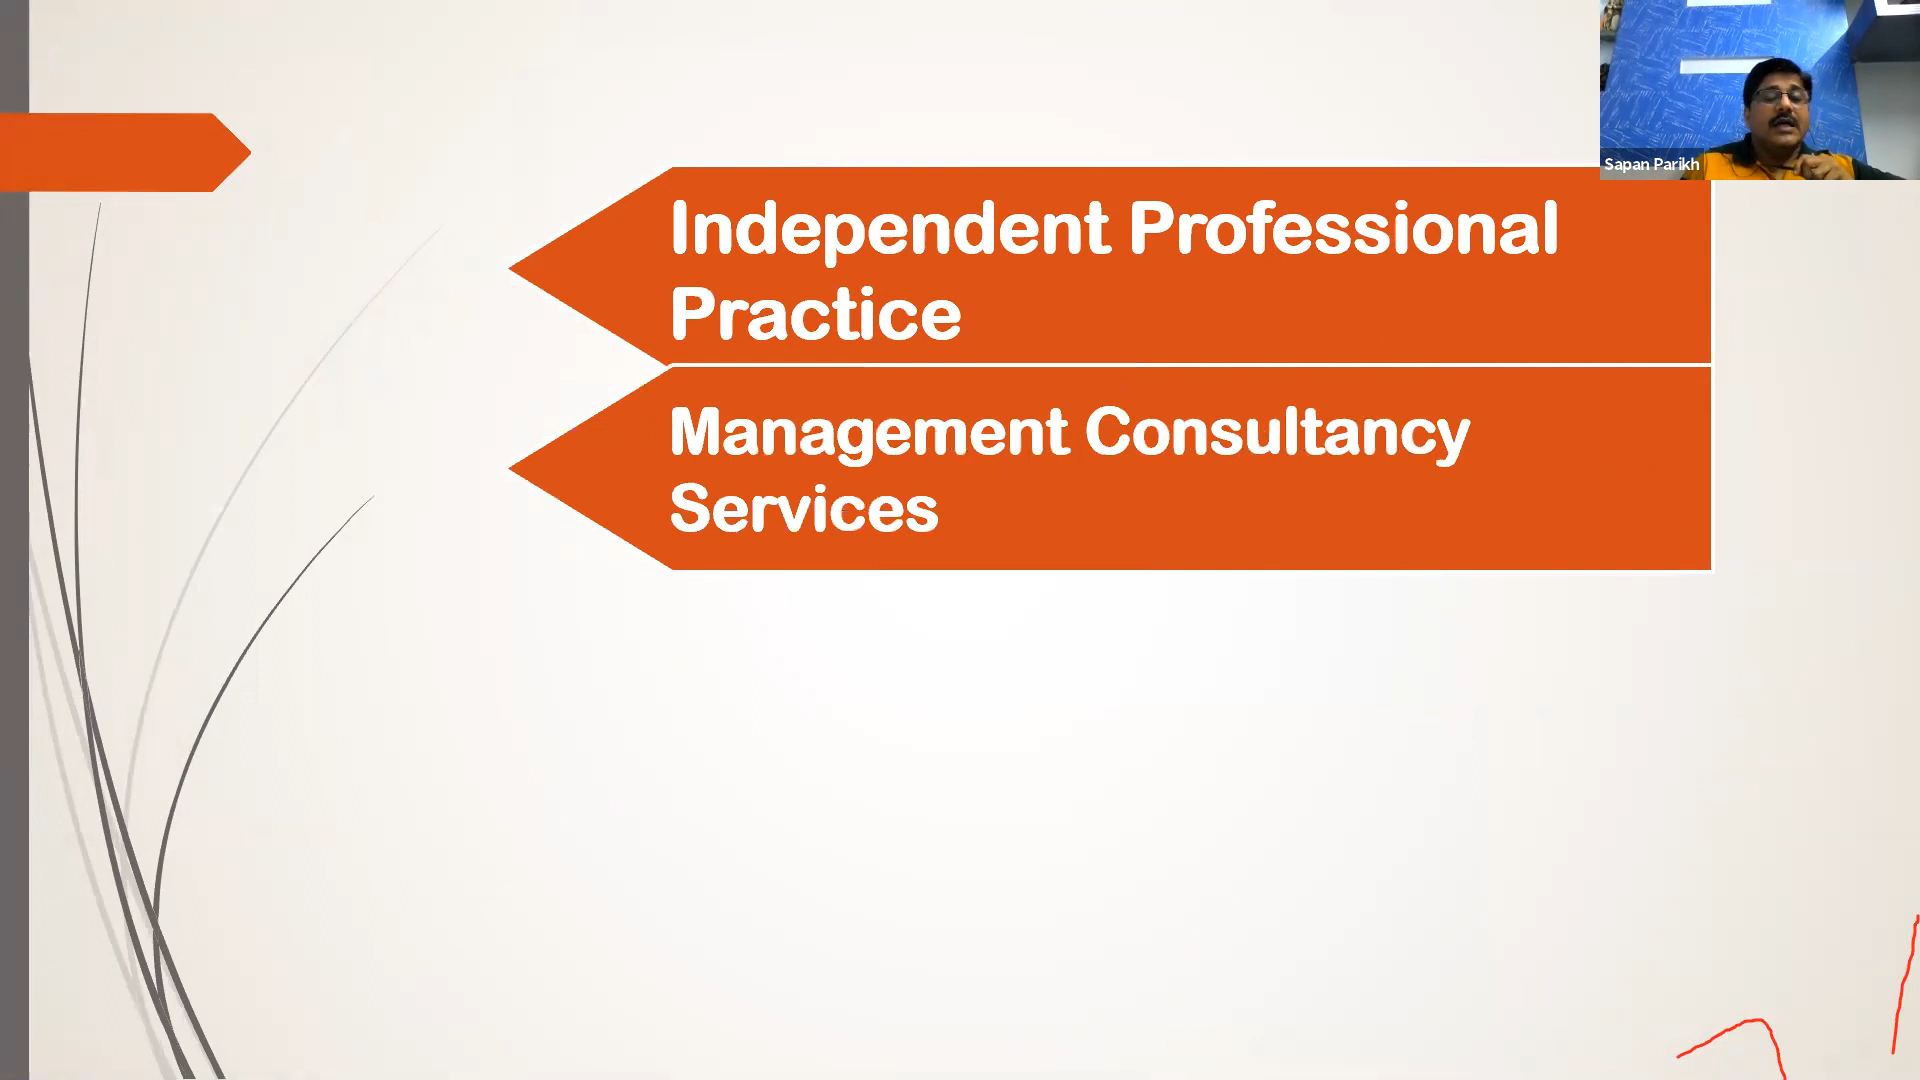 Sapan Parikh
Independent Professional
Practice
Management Consultancy
Services